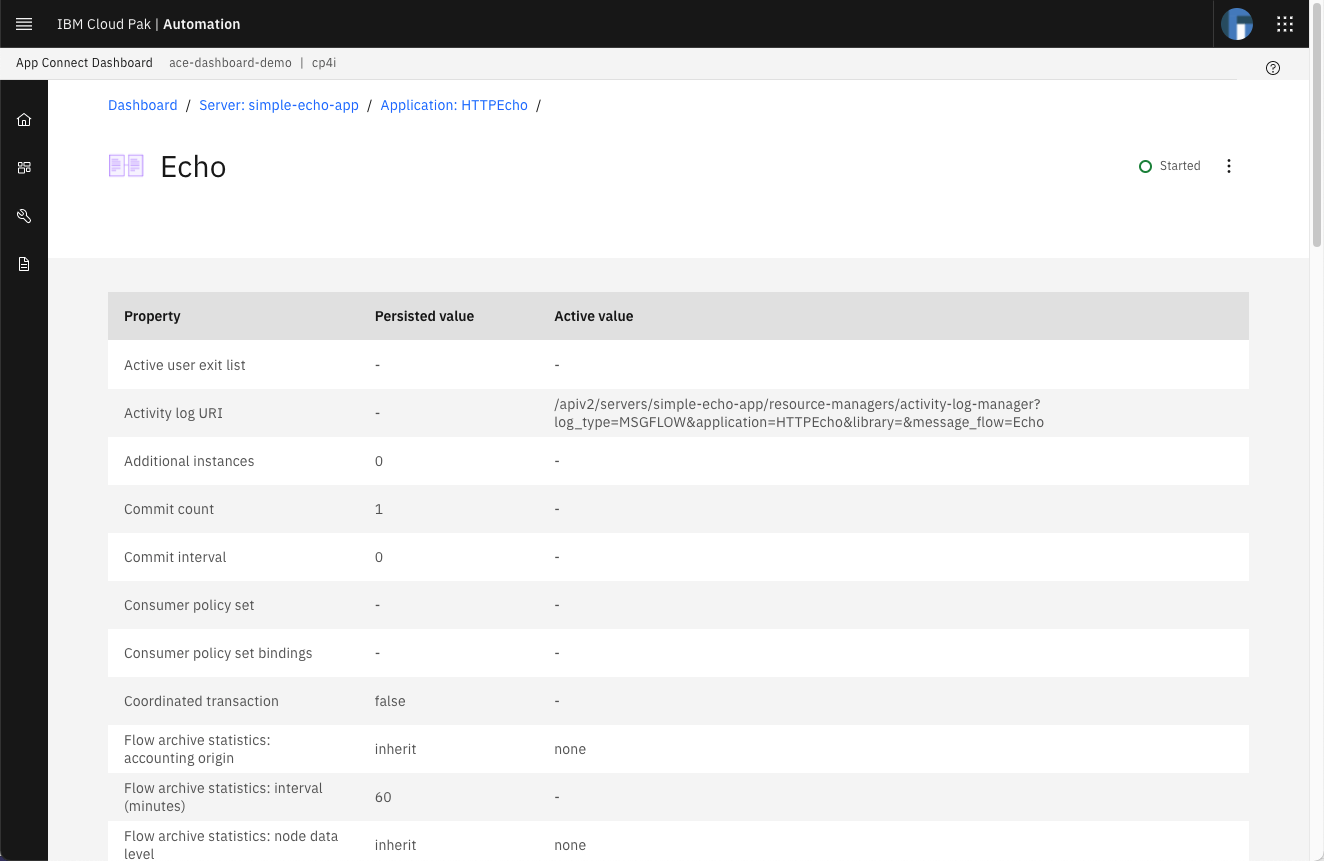 IBM Cloud Pak | Automation
App Connect Dashboard ace-dashboard-demo | cp4i
Dashboard / Server: simple-echo-app / Application: HTTPEcho /
Echo
Started
Property Persisted value Active value
Active user exit list - -
Activity log URI - /apiv2/servers/simple-echo-app/resource-managers/activity-log-manager?
log_type=MSGFLOW&application=HTTPEcho&library=&message_flow=Echo
Additional instances 0 -
Commit count 1 -
Commit interval 0 -
Consumer policy set - -
Consumer policy set bindings - -
Coordinated transaction false -
Flow archive statistics:
accounting origin inherit none
Flow archive statistics: interval
(minutes) 60 -
Flow archive statistics: node data
level inherit none